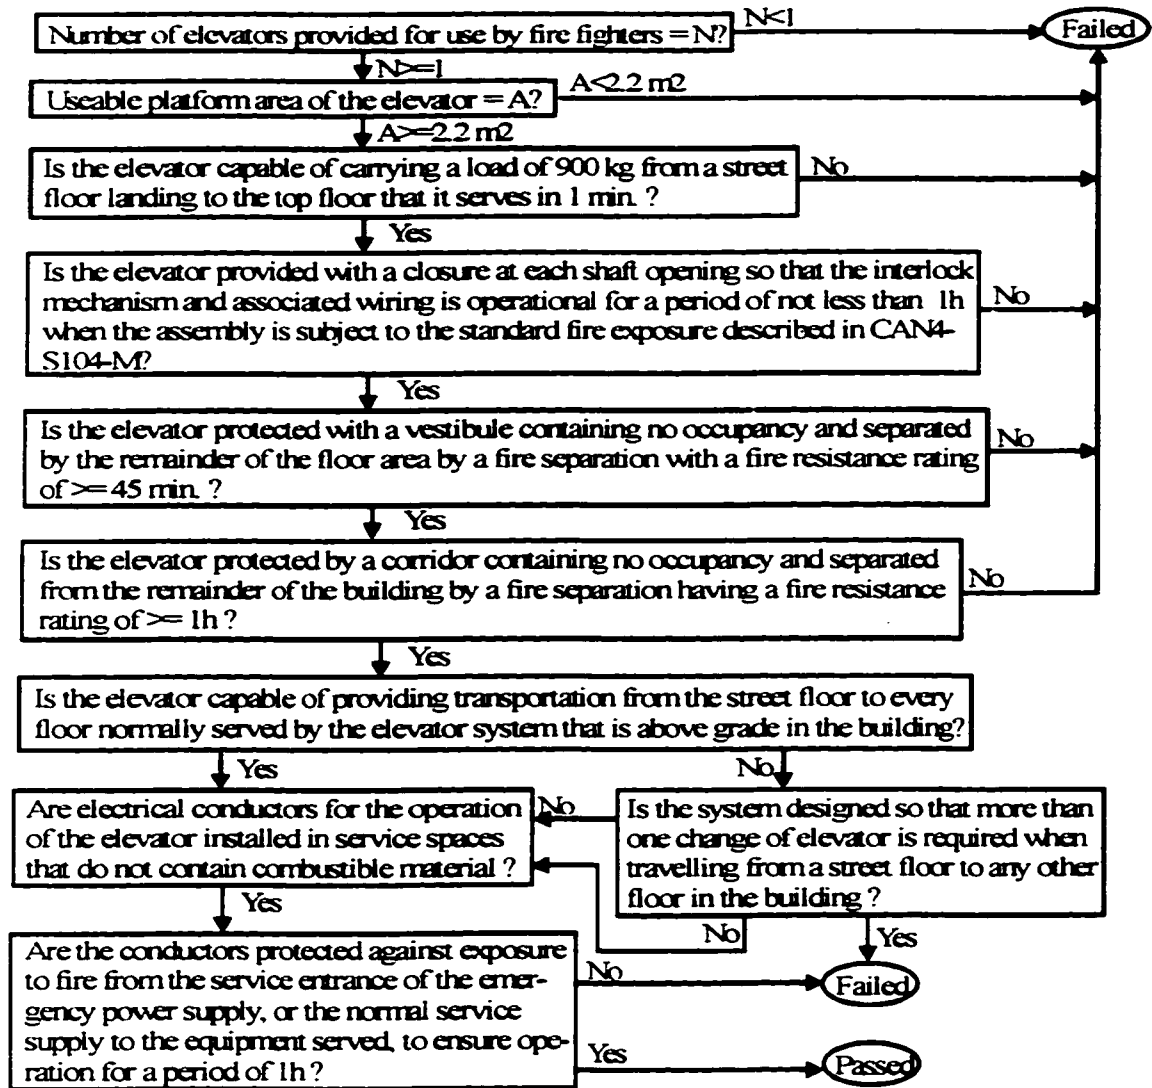 Number of elevators provided for use by fire fighters = N?
N<1
Failed
N>=1
Useable platform area of the elevator = A?
A<2.2 m2
A>=2.2 m2
Is the elevator capable of carrying a load of 900 kg from a street
floor landing to the top floor that it serves in 1 min. ?
No
Yes
Is the elevator provided with a closure at each shaft opening so that the interlock
mechanism and associated wiring is operational for a period of not less than 1h
when the assembly is subject to the standard fire exposure described in CAN4-
S104-M?
No
Yes
Is the elevator protected with a vestibule containing no occupancy and separated
by the remainder of the floor area by a fire separation with a fire resistance rating
of >= 45 min. ?
No
Yes
Is the elevator protected by a corridor containing no occupancy and separated
from the remainder of the building by a fire separation having a fire resistance
rating of >= 1h ?
No
Yes
Is the elevator capable of providing transportation from the street floor to every
floor normally served by the elevator system that is above grade in the building?
Yes
No
Are electrical conductors for the operation
of the elevator installed in service spaces
that do not contain combustible material ?
No
Is the system designed so that more than
one change of elevator is required when
travelling from a street floor to any other
floor in the building ?
Yes
No
Yes
Are the conductors protected against exposure
to fire from the service entrance of the emer-
gency power supply, or the normal service
supply to the equipment served, to ensure ope-
ration for a period of 1h ?
No
Failed
Yes
Passed